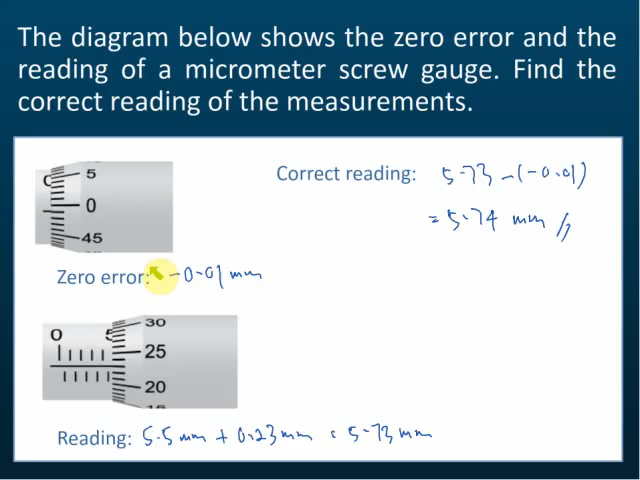 The diagram below shows the zero error and the
reading of a micrometer screw gauge. Find the
correct reading of the measurements.
0 5
0
45
Correct reading: 5.73 - (-0.01)
= 5.74 mm //
Zero error: -0.01 mm
0 5 30
25
20
15
Reading: 5.5 mm + 0.23 mm = 5.73 mm